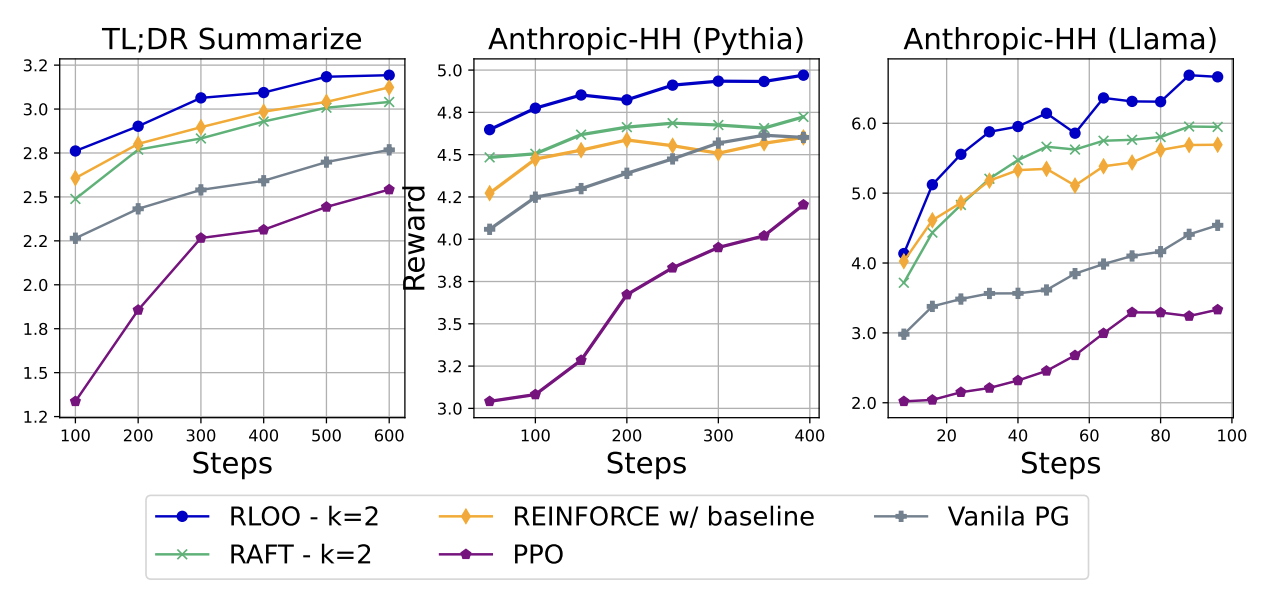 TL;DR Summarize
3.2
3.0
2.8
2.5
2.2
2.0
1.8
1.5
1.2
100 200 300 400 500 600
Steps
Anthropic-HH (Pythia)
Reward
5.0
4.8
4.5
4.2
4.0
3.8
3.5
3.2
3.0
100 200 300 400
Steps
Anthropic-HH (Llama)
6.0
5.0
4.0
3.0
2.0
20 40 60 80 100
Steps
RLOO - k=2 REINFORCE w/ baseline Vanila PG
RAFT - k=2 PPO